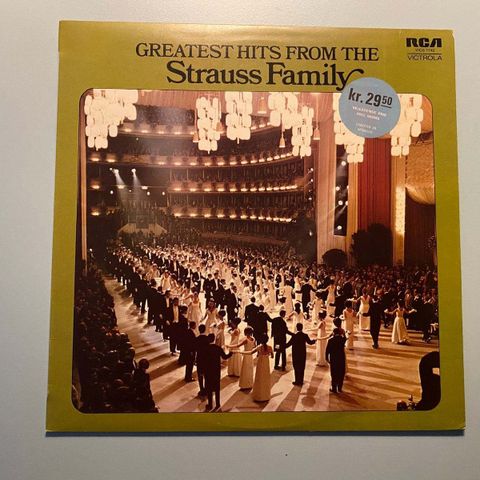 GREATEST HITS FROM THE
Strauss Family
RCA
VICTROLA
kr. 29 50